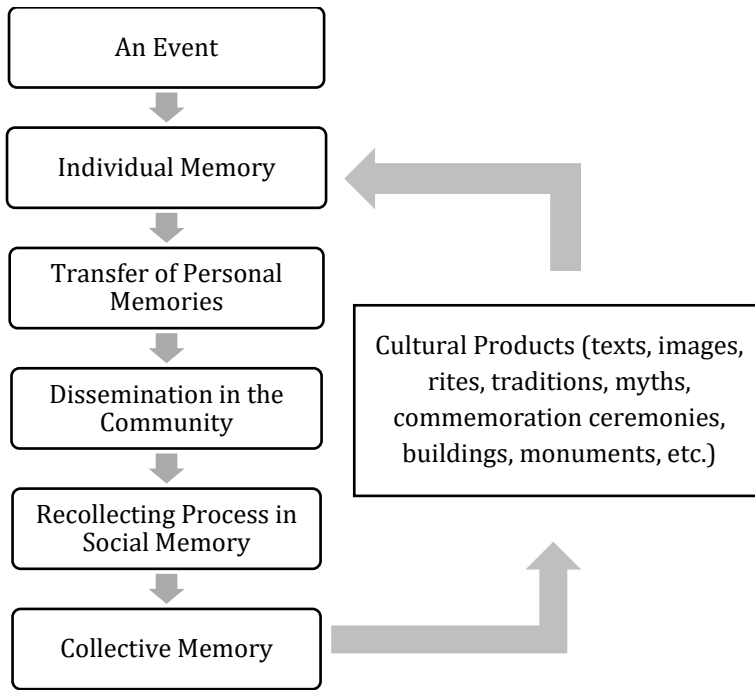 An Event
Individual Memory
Transfer of Personal
Memories
Dissemination in the
Community
Recollecting Process in
Social Memory
Collective Memory
Cultural Products (texts, images,
rites, traditions, myths,
commemoration ceremonies,
buildings, monuments, etc.)